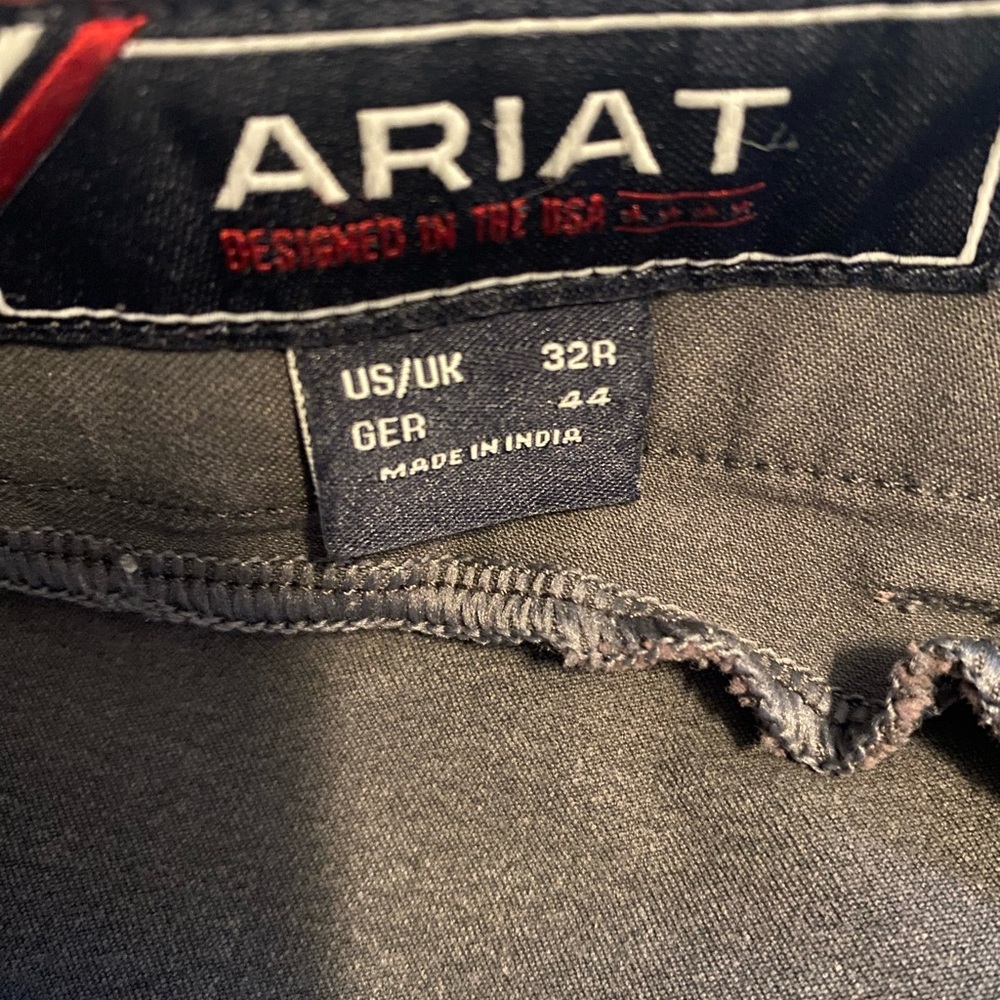 ARIAT
DESIGNED IN THE USA
US/UK 32R
GER 44
MADE IN INDIA